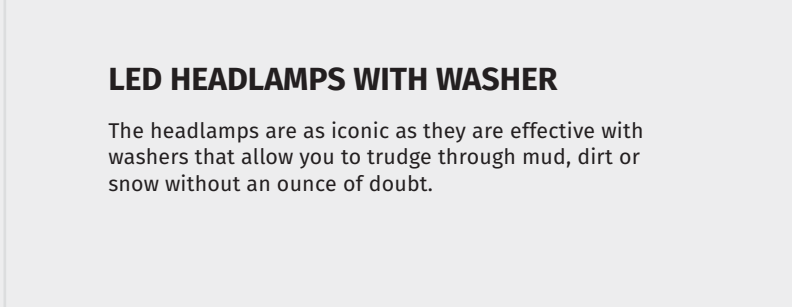 LED HEADLAMPS WITH WASHER
The headlamps are as iconic as they are effective with
washers that allow you to trudge through mud, dirt or
snow without an ounce of doubt.